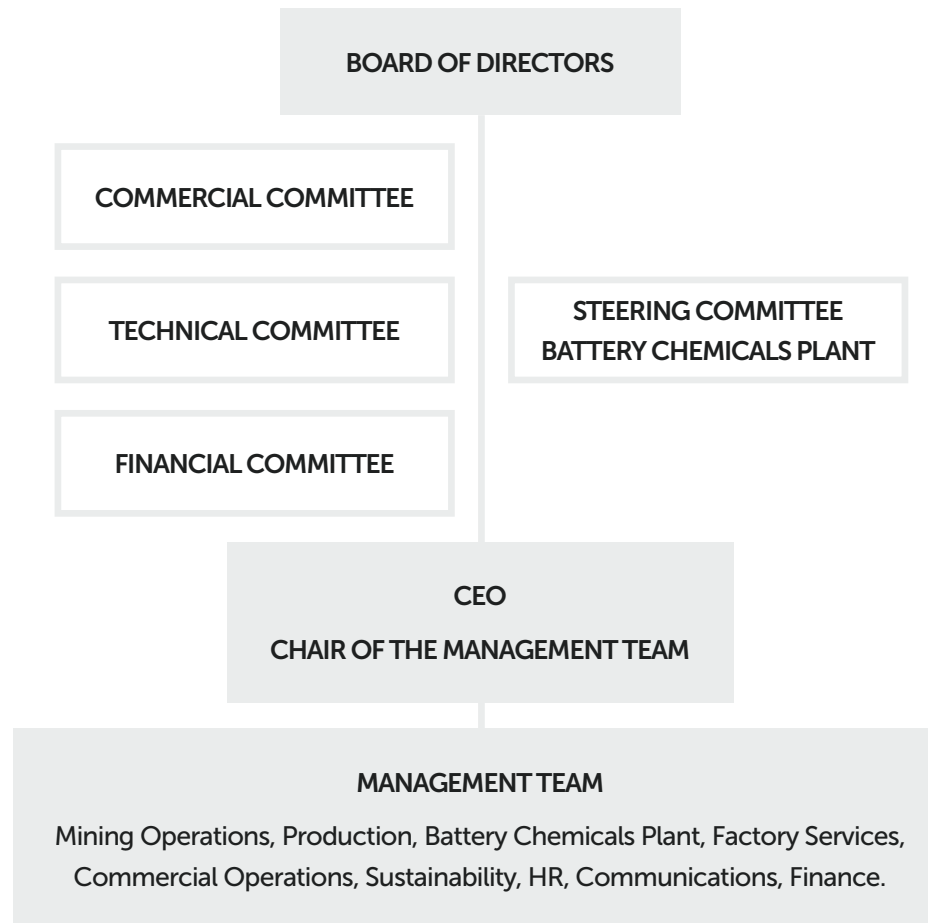 BOARD OF DIRECTORS
COMMERCIAL COMMITTEE
TECHNICAL COMMITTEE
STEERING COMMITTEE
BATTERY CHEMICALS PLANT
FINANCIAL COMMITTEE
CEO
CHAIR OF THE MANAGEMENT TEAM
MANAGEMENT TEAM
Mining Operations, Production, Battery Chemicals Plant, Factory Services,
Commercial Operations, Sustainability, HR, Communications, Finance.